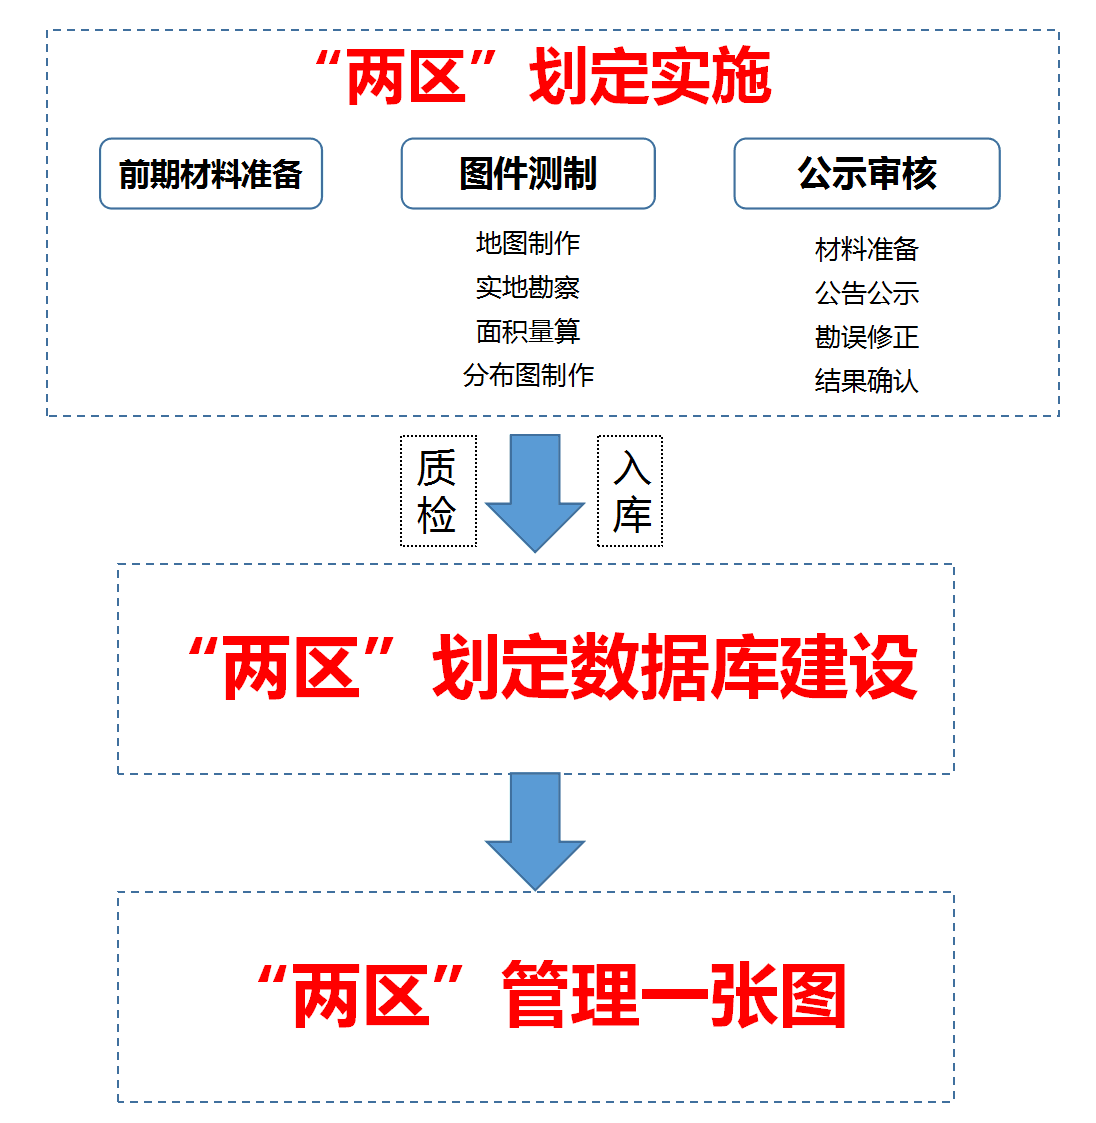 “两区”划定实施
前期材料准备
图件测制
公示审核
地图制作
实地勘察
面积量算
分布图制作
材料准备
公告公示
勘误修正
结果确认
质检
入库
“两区”划定数据库建设
“两区”管理一张图